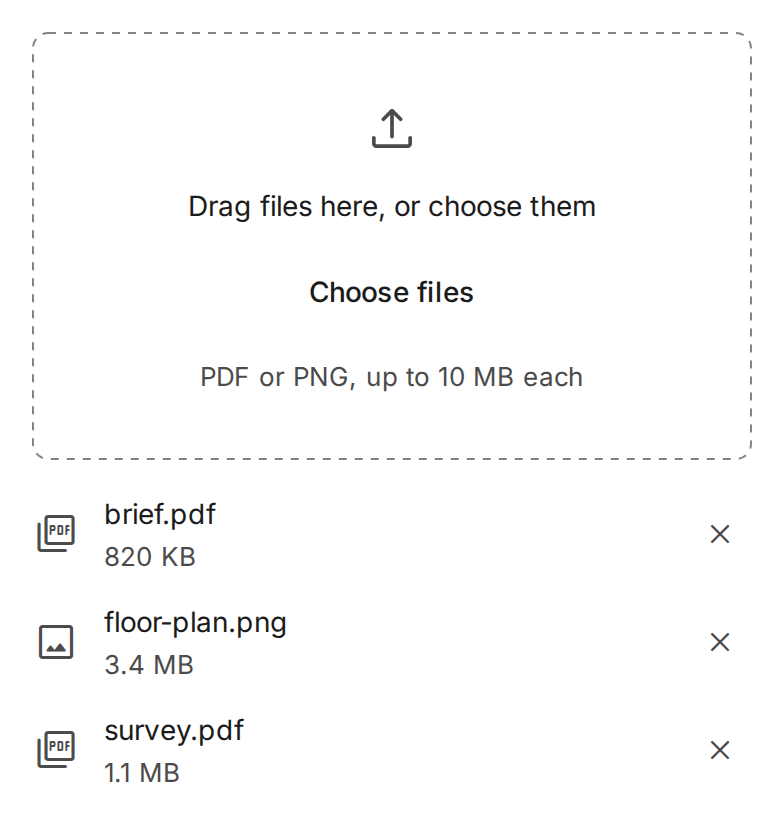 Drag files here, or choose them
Choose files
PDF or PNG, up to 10 MB each
PDF
brief.pdf
820 KB
floor-plan.png
3.4 MB
PDF
survey.pdf
1.1 MB